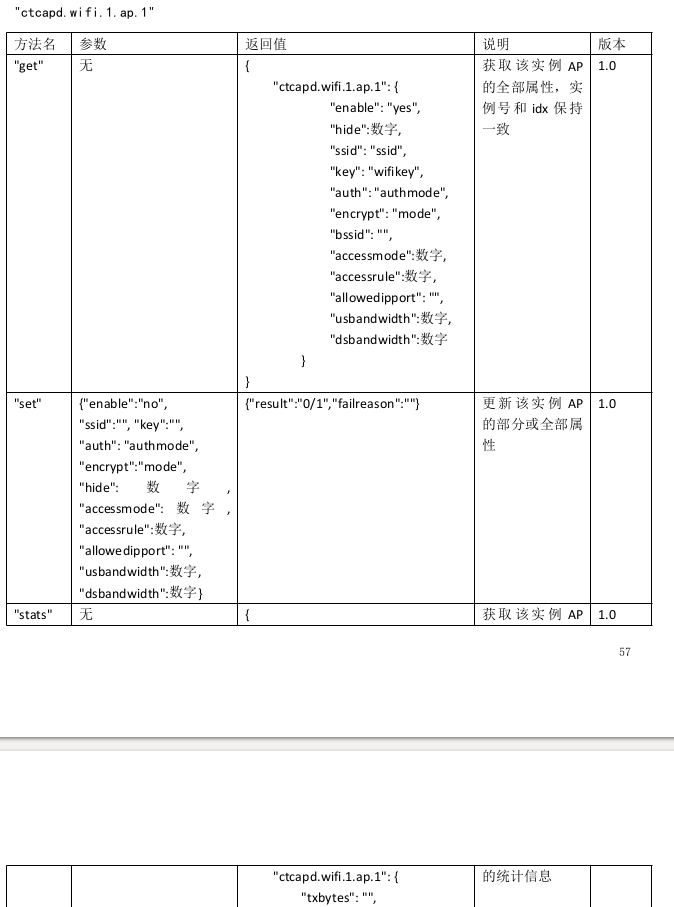 "ctcapd.wifi.1.ap.1"
方法名 参数 返回值 说明 版本
"get" 无 { 获取该实例 AP 1.0
"ctcapd.wifi.1.ap.1": { 的全部属性，实
"enable": "yes", 例号和 idx 保持
"hide":数字, 一致
"ssid": "ssid",
"key": "wifikey",
"auth": "authmode",
"encrypt": "mode",
"bssid": "",
"accessmode":数字,
"accessrule":数字,
"allowedipport": "",
"usbandwidth":数字,
"dsbandwidth":数字
}
}
"set" {"enable":"no", {"result":"0/1","failreason":""} 更新该实例 AP 1.0
"ssid":"", "key":"", 的部分或全部属
"auth": "authmode", 性
"encrypt":"mode",
"hide": 数字,
"accessmode": 数字,
"accessrule":数字,
"allowedipport": "",
"usbandwidth":数字,
"dsbandwidth":数字}
"stats" 无 { 获取该实例 AP 1.0
57
"ctcapd.wifi.1.ap.1": { 的统计信息
"txbytes": "",